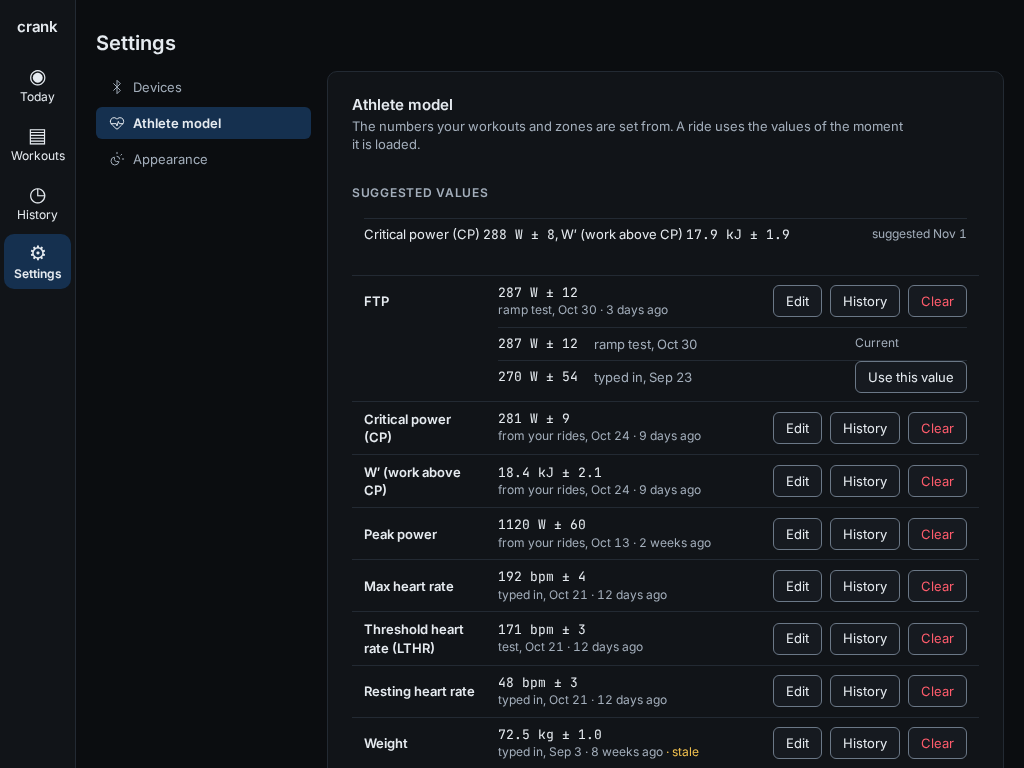 crank
Today
Workouts
History
Settings
Settings
Devices
Athlete model
Appearance
Athlete model
The numbers your workouts and zones are set from. A ride uses the values of the moment
it is loaded.
SUGGESTED VALUES
Critical power (CP) 288 W ± 8, W′ (work above CP) 17.9 kJ ± 1.9 suggested Nov 1
FTP
287 W ± 12
ramp test, Oct 30 · 3 days ago
Edit History Clear
287 W ± 12 ramp test, Oct 30 Current
270 W ± 54 typed in, Sep 23 Use this value
Critical power
(CP)
281 W ± 9
from your rides, Oct 24 · 9 days ago
Edit History Clear
W′ (work above
CP)
18.4 kJ ± 2.1
from your rides, Oct 24 · 9 days ago
Edit History Clear
Peak power
1120 W ± 60
from your rides, Oct 13 · 2 weeks ago
Edit History Clear
Max heart rate
192 bpm ± 4
typed in, Oct 21 · 12 days ago
Edit History Clear
Threshold heart
rate (LTHR)
171 bpm ± 3
test, Oct 21 · 12 days ago
Edit History Clear
Resting heart rate
48 bpm ± 3
typed in, Oct 21 · 12 days ago
Edit History Clear
Weight
72.5 kg ± 1.0
typed in, Sep 3 · 8 weeks ago · stale
Edit History Clear